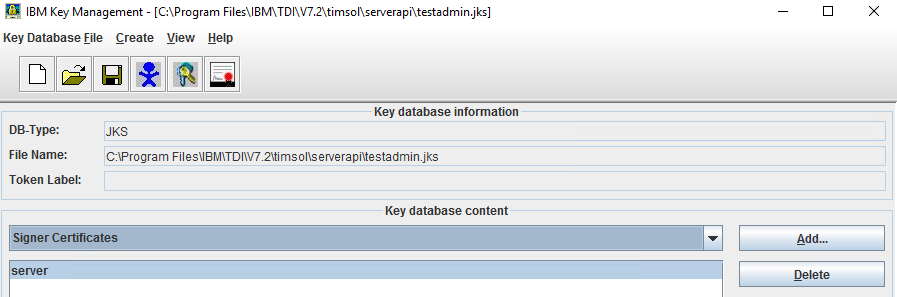 IBM Key Management - [C:\Program Files\IBM\TDI\V7.2\timsol\serverapi\testadmin.jks]
Key Database File Create View Help
Key database information
DB-Type: JKS
File Name: C:\Program Files\IBM\TDI\V7.2\timsol\serverapi\testadmin.jks
Token Label:
Key database content
Signer Certificates Add...
server Delete